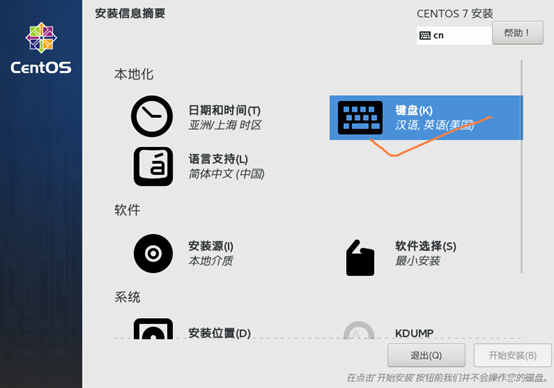 安装信息摘要
CENTOS 7 安装
cn
帮助！
CentOS
本地化
日期和时间(T)
亚洲/上海 时区
键盘(K)
汉语, 英语(美国)
语言支持(L)
简体中文 (中国)
软件
安装源(I)
本地介质
软件选择(S)
最小安装
系统
安装位置(D)
KDUMP
退出(Q)
开始安装(B)
在点击'开始安装'按钮前我们并不会操作您的磁盘。